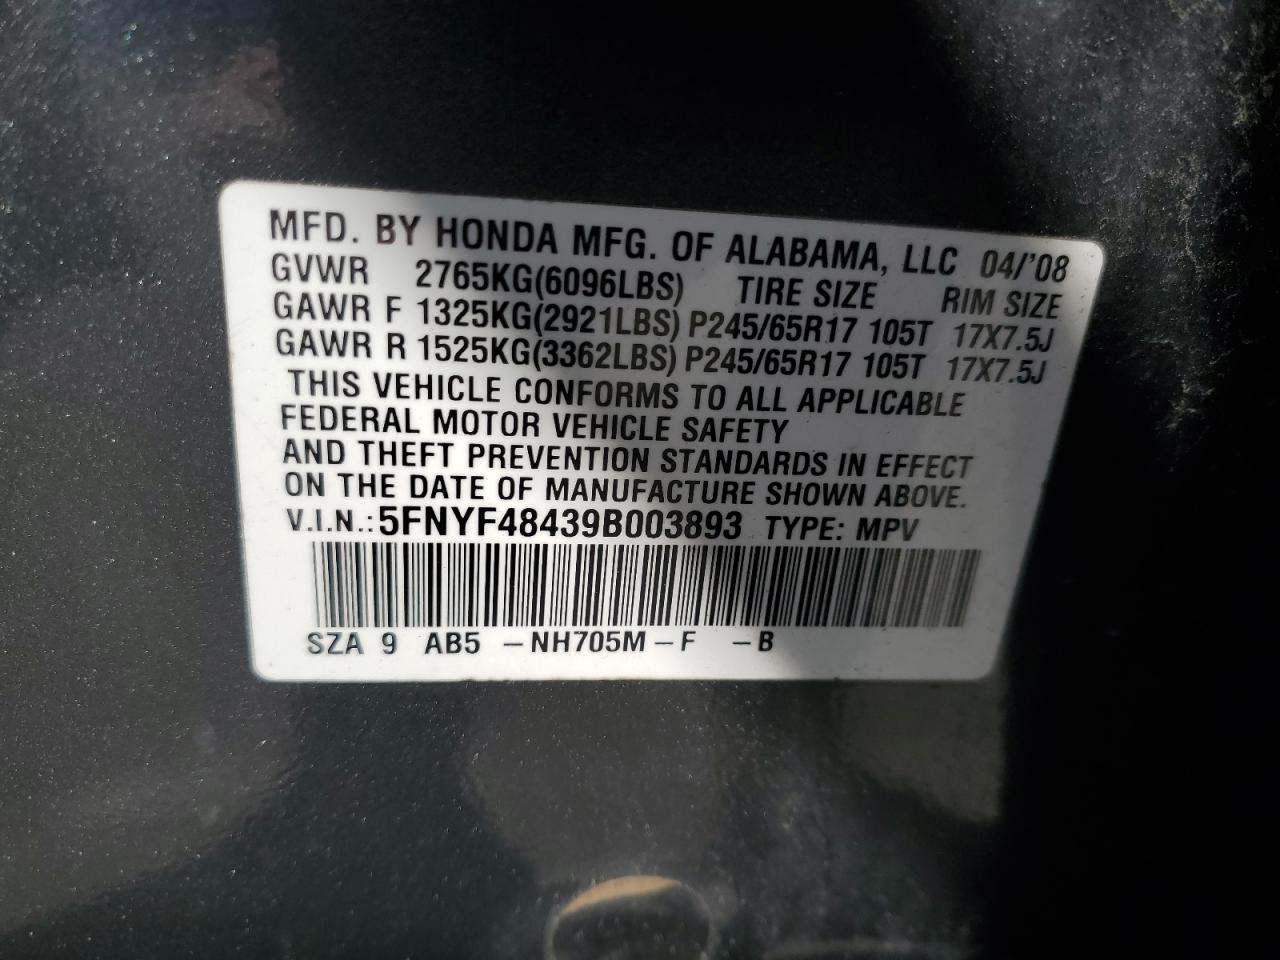 MFD. BY HONDA MFG. OF ALABAMA, LLC 04/'08
GVWR 2765KG(6096LBS) TIRE SIZE RIM SIZE
GAWR F 1325KG(2921LBS) P245/65R17 105T 17X7.5J
GAWR R 1525KG(3362LBS) P245/65R17 105T 17X7.5J
THIS VEHICLE CONFORMS TO ALL APPLICABLE
FEDERAL MOTOR VEHICLE SAFETY
AND THEFT PREVENTION STANDARDS IN EFFECT
ON THE DATE OF MANUFACTURE SHOWN ABOVE.
V.I.N.: 5FNYF48439B003893 TYPE: MPV
SZA 9 AB5 -NH705M-F -B